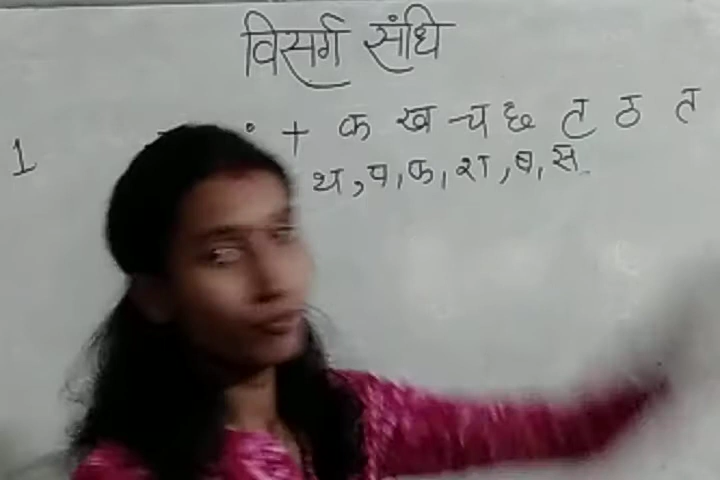 विसर्ग संधि
1 : + क ख च छ ट ठ त
थ, प, फ, श, ष, स